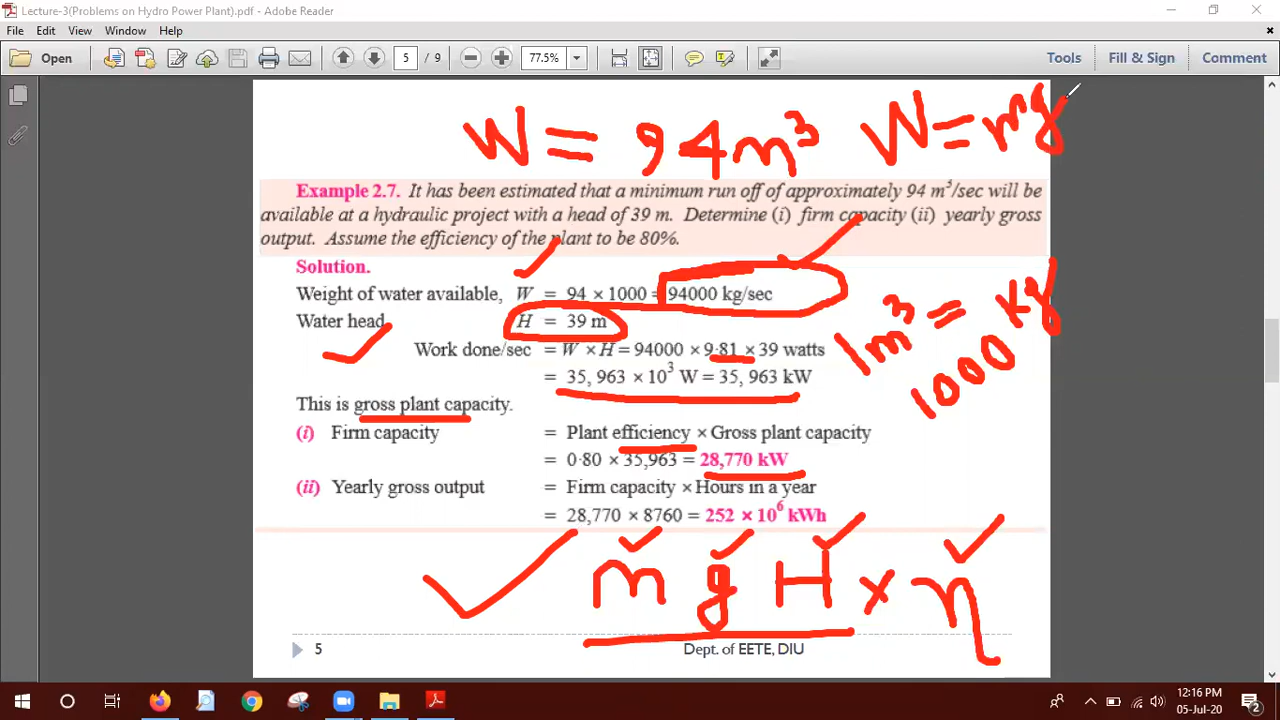 Lecture-3(Problems on Hydro Power Plant).pdf - Adobe Reader
File Edit View Window Help
Open 5 / 9 77.5% Tools Fill & Sign Comment
W = 94m³ W=mg
Example 2.7. It has been estimated that a minimum run off of approximately 94 m³/sec will be
available at a hydraulic project with a head of 39 m. Determine (i) firm capacity (ii) yearly gross
output. Assume the efficiency of the plant to be 80%.
Solution.
Weight of water available, W = 94 × 1000 = 94000 kg/sec
Water head, H = 39 m
Work done/sec = W × H = 94000 × 9·81 × 39 watts
= 35, 963 × 10³ W = 35, 963 kW
1m³ = 1000 kg
This is gross plant capacity.
(i) Firm capacity = Plant efficiency × Gross plant capacity
= 0·80 × 35,963 = 28,770 kW
(ii) Yearly gross output = Firm capacity × Hours in a year
= 28,770 × 8760 = 252 × 10⁶ kWh
m g H × η
5 Dept. of EETE, DIU
12:16 PM
05-Jul-20
2